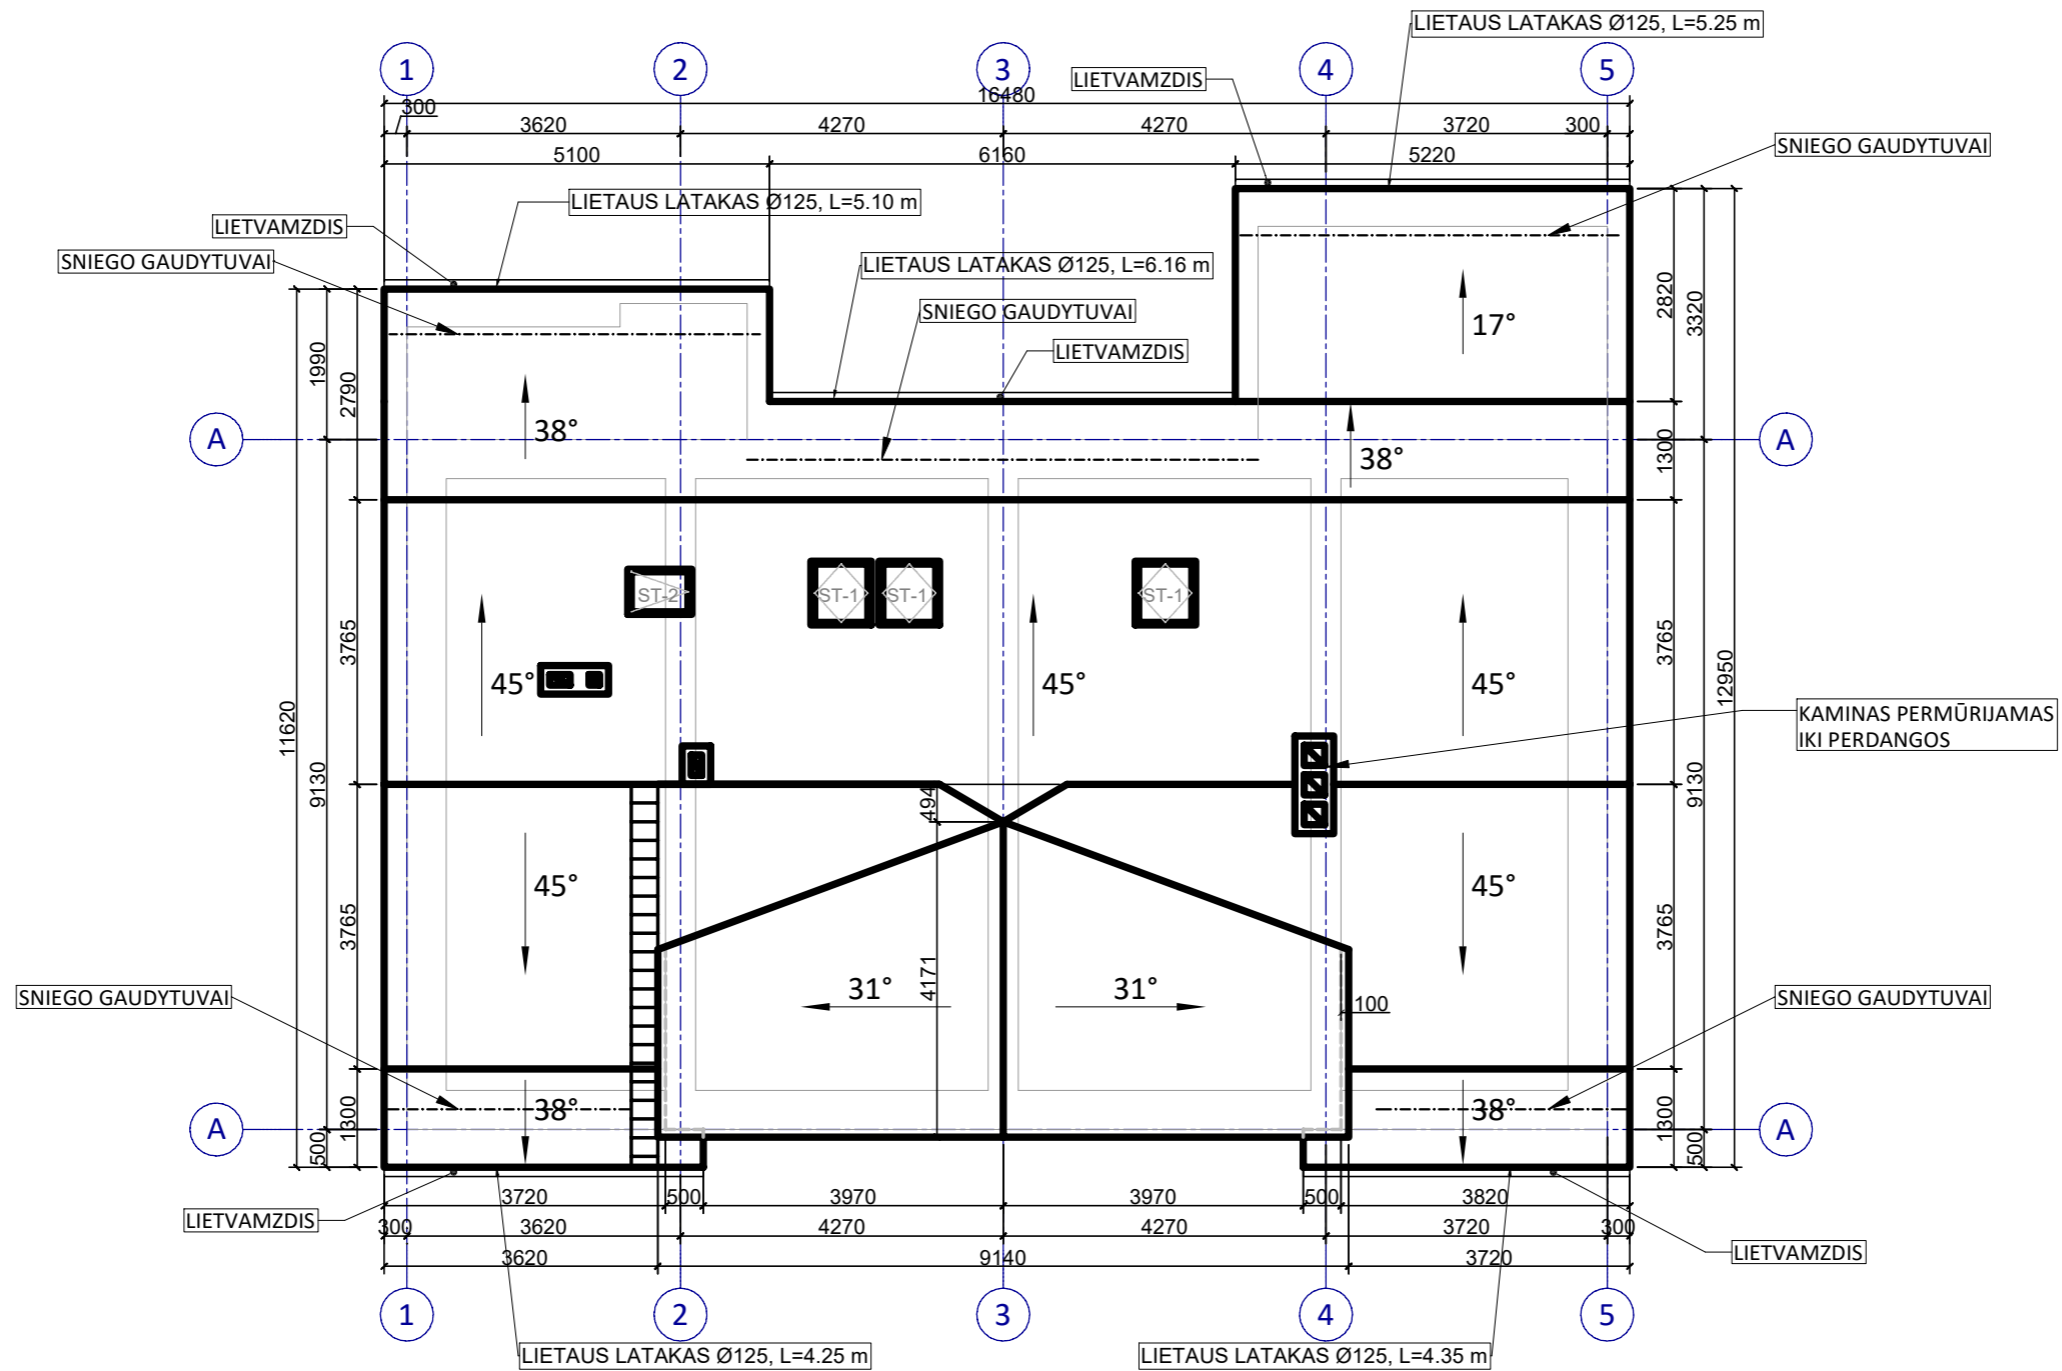 LIETAUS LATAKAS Ø125, L=5.25 m
1
2
3
4
5
LIETVAMZDIS
16480
300
3620
4270
4270
3720
300
SNIEGO GAUDYTUVAI
5100
6160
5220
LIETAUS LATAKAS Ø125, L=5.10 m
LIETVAMZDIS
SNIEGO GAUDYTUVAI
LIETAUS LATAKAS Ø125, L=6.16 m
SNIEGO GAUDYTUVAI
LIETVAMZDIS
17°
2820
3320
1990
2790
A
38°
38°
1300
A
ST-2
ST-1
ST-1
ST-1
3765
45°
45°
45°
3765
12950
11620
9130
KAMINAS PERMŪRIJAMAS
IKI PERDANGOS
9130
494
45°
45°
3765
3765
4171
31°
31°
100
SNIEGO GAUDYTUVAI
SNIEGO GAUDYTUVAI
38°
38°
1300
1300
A
A
500
500
3720
500
3970
3970
500
3820
LIETVAMZDIS
300
3620
4270
4270
3720
300
LIETVAMZDIS
3620
9140
3720
1
2
3
4
5
LIETAUS LATAKAS Ø125, L=4.25 m
LIETAUS LATAKAS Ø125, L=4.35 m